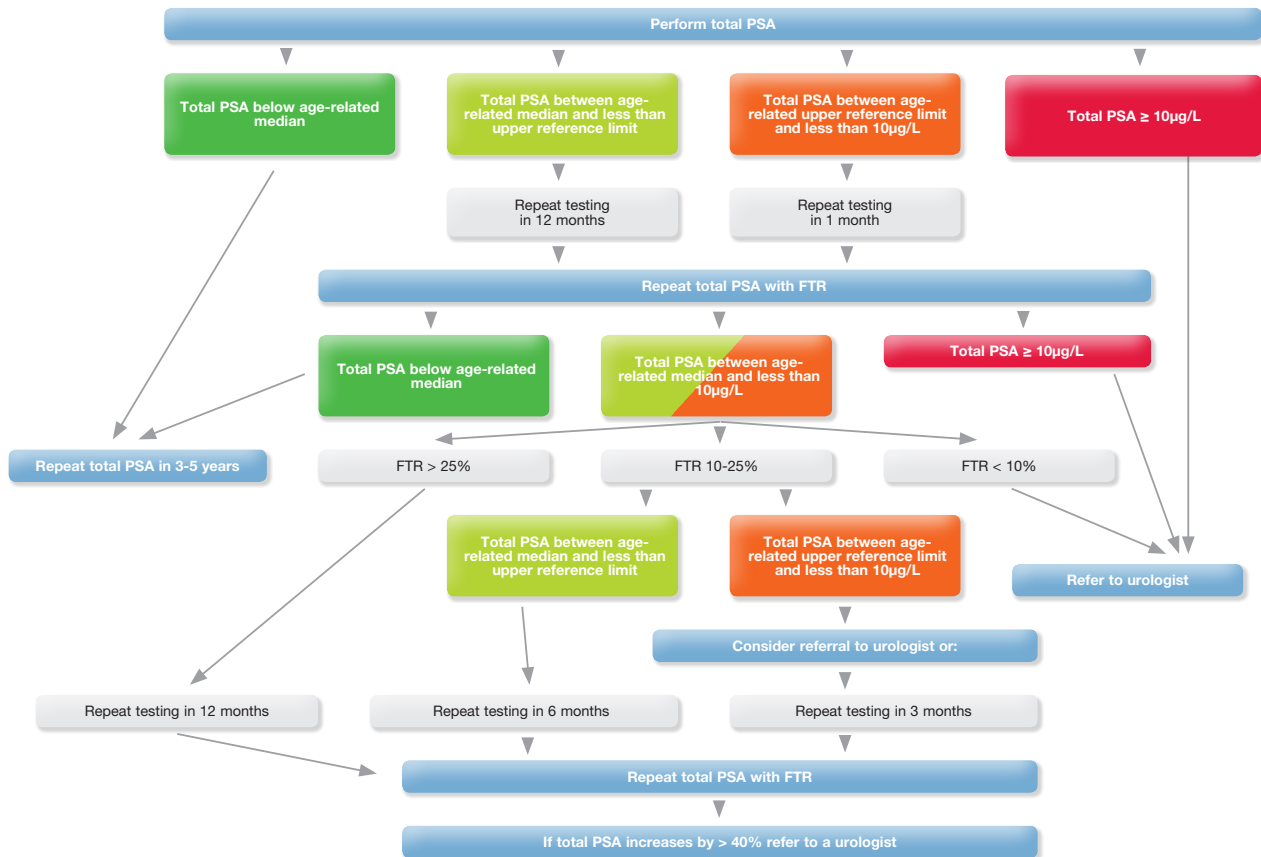 Perform total PSA
Total PSA below age-related
median
Total PSA between age-
related median and less than
upper reference limit
Total PSA between age-
related upper reference limit
and less than 10µg/L
Total PSA ≥ 10µg/L
Repeat testing
in 12 months
Repeat testing
in 1 month
Repeat total PSA with FTR
Total PSA below age-related
median
Total PSA between age-
related median and less than
10µg/L
Total PSA ≥ 10µg/L
Repeat total PSA in 3-5 years
FTR > 25%
FTR 10-25%
FTR < 10%
Total PSA between age-
related median and less than
upper reference limit
Total PSA between age-
related upper reference limit
and less than 10µg/L
Refer to urologist
Consider referral to urologist or:
Repeat testing in 12 months
Repeat testing in 6 months
Repeat testing in 3 months
Repeat total PSA with FTR
If total PSA increases by > 40% refer to a urologist